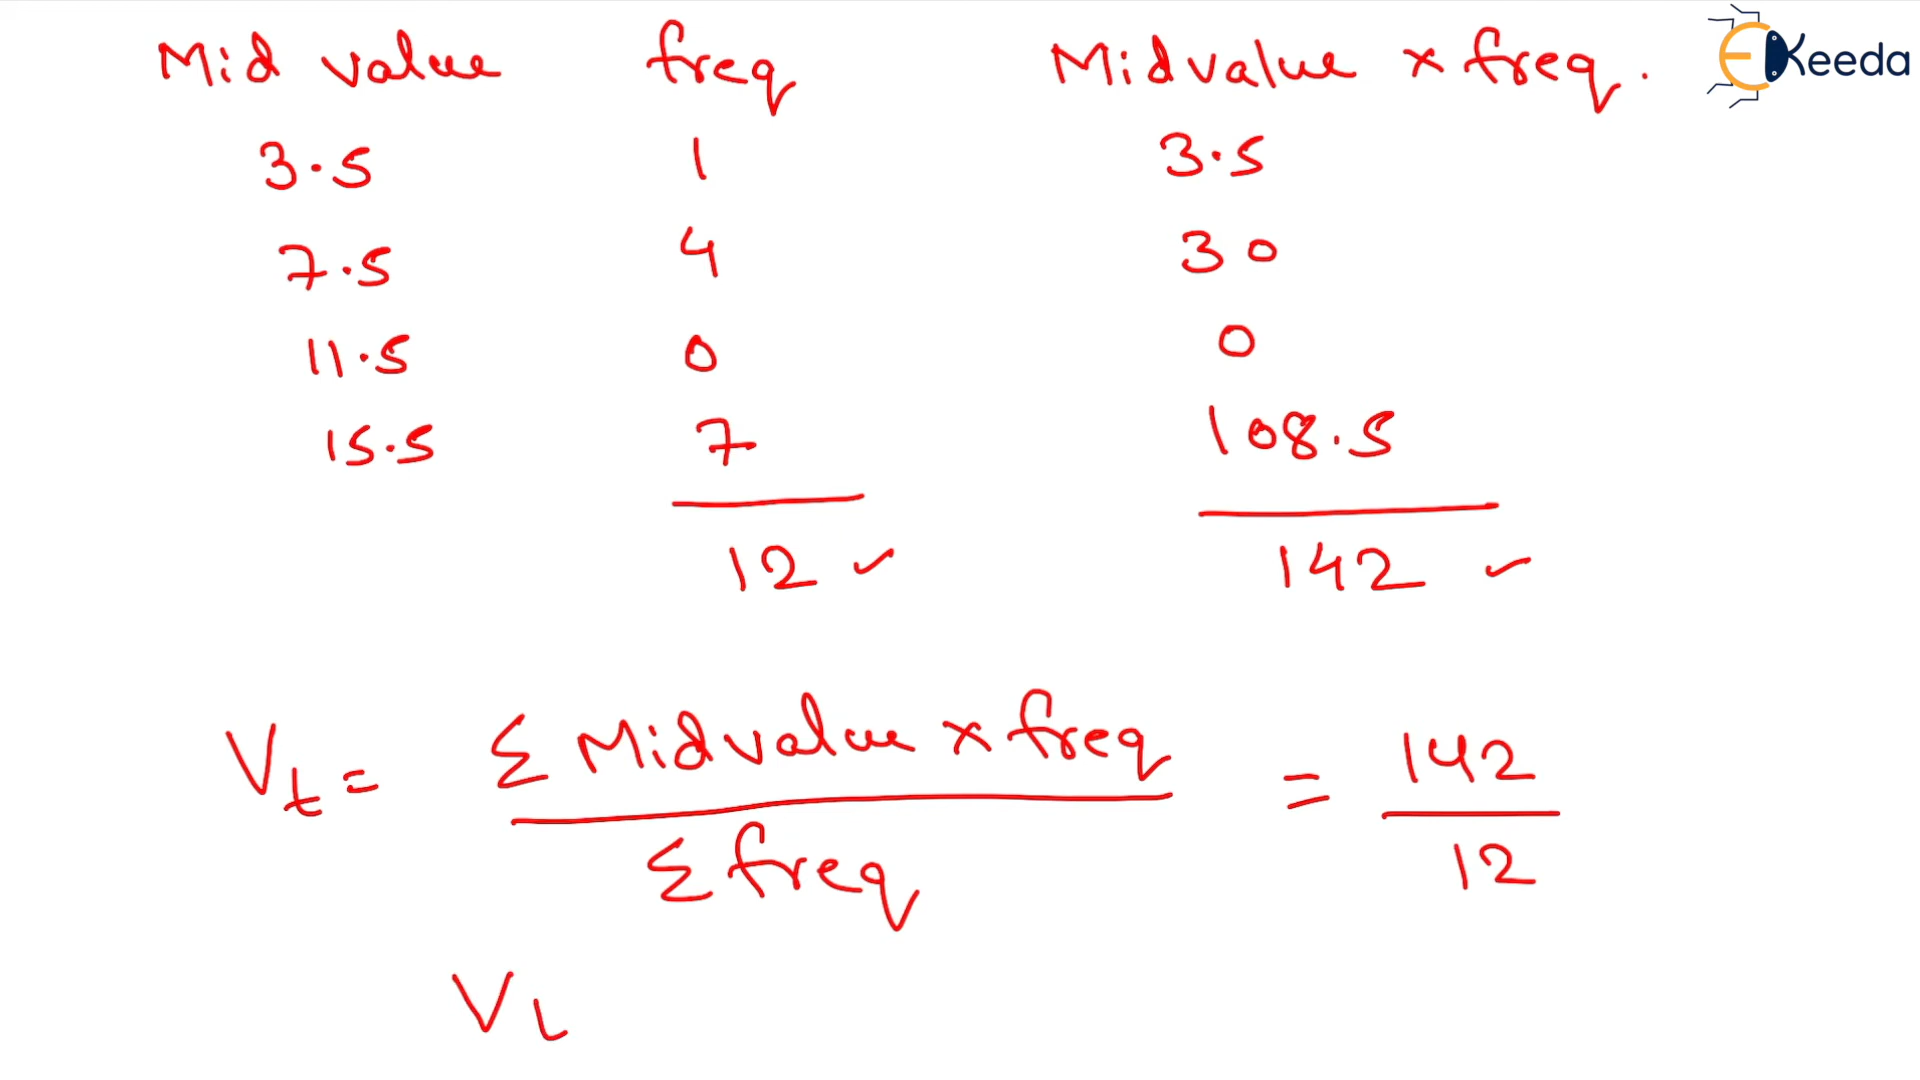 Mid value freq Midvalue × freq.
EKeeda
3.5 1 3.5
7.5 4 30
11.5 0 0
15.5 7 108.5
12 ✓ 142 ✓
Vt = Σ Midvalue × freq / Σ freq = 142 / 12
VL